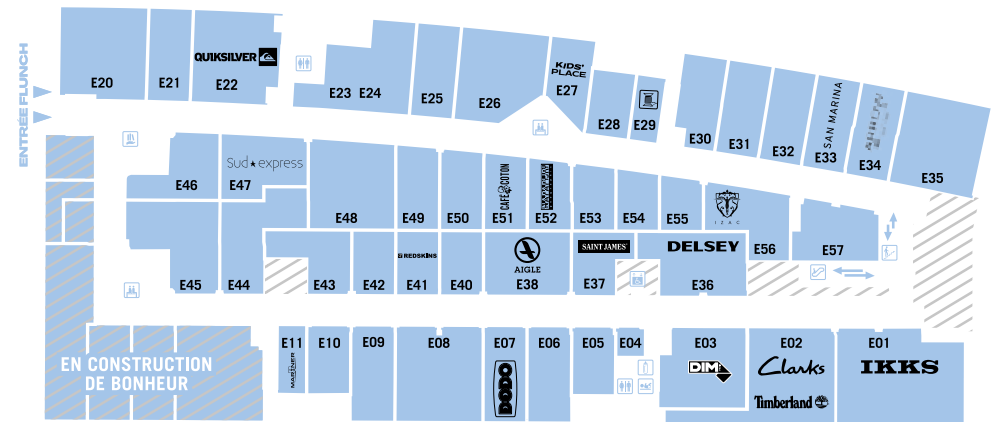 ENTRÉE FLUNCH
E20
E21
QUIKSILVER
E22
E23 E24
E25
E26
KIDS'
PLACE
E27
E28
E29
E30
E31
E32
SAN MARINA
E33
E34
E35
E46
Sud express
E47
E48
E49
E50
CAFÉ COTON
E51
E52
E53
E54
E55
IZAC
E56
E57
E45
E44
E43
E42
REDSKINS
E41
E40
AIGLE
E38
SAINT JAMES
E37
DELSEY
E36
EN CONSTRUCTION
DE BONHEUR
E11
E10
E09
E08
E07
DODO
E06
E05
E04
E03
DIM
E02
Clarks
Timberland
E01
IKKS